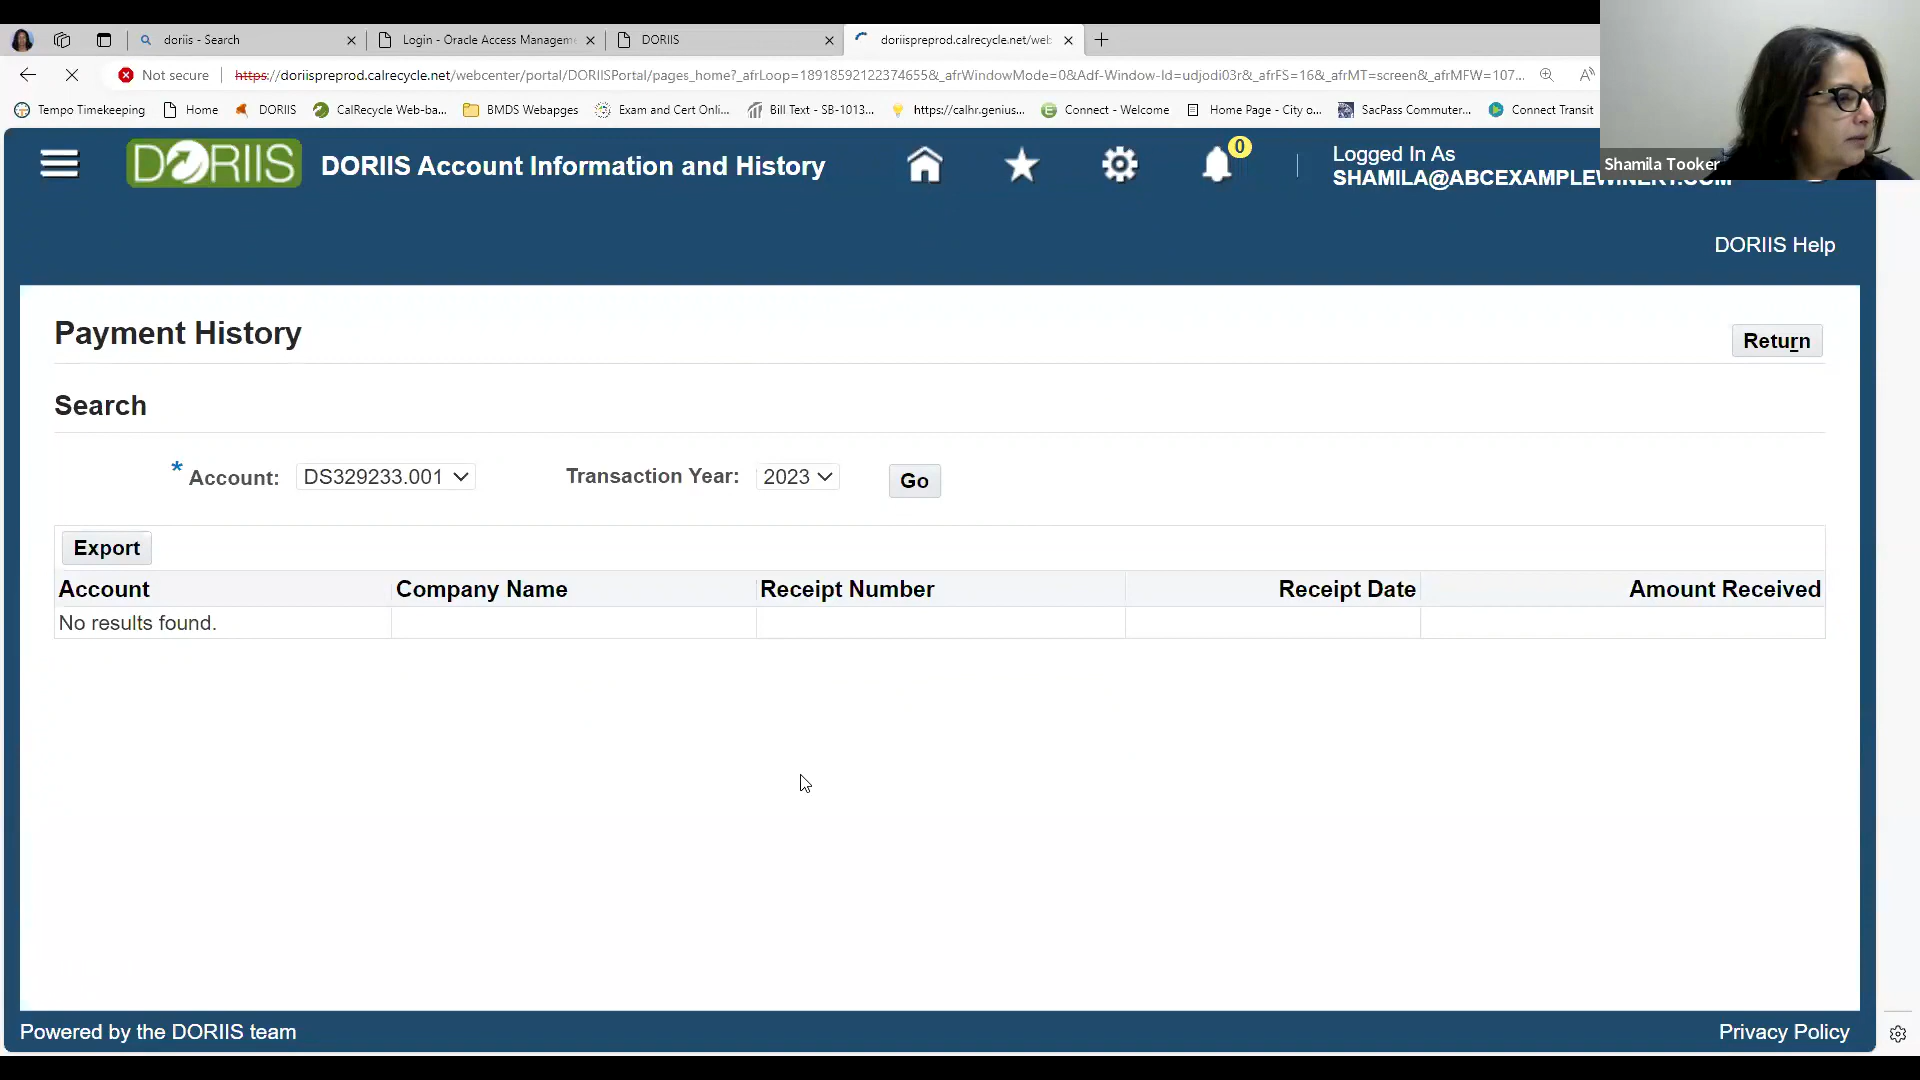 doriis - Search
Login - Oracle Access Managem
DORIIS
doriispreprod.calrecycle.net/web
Not secure
https://doriispreprod.calrecycle.net/webcenter/portal/DORIISPortal/pages_home?_afrLoop=18918592122374655&_afrWindowMode=0&Adf-Window-Id=udjodi03r&_afrFS=16&_afrMT=screen&_afrMFW=107...
Tempo Timekeeping
Home
DORIIS
CalRecycle Web-ba...
BMDS Webapges
Exam and Cert Onli...
Bill Text - SB-1013...
https://calhr.genius...
Connect - Welcome
Home Page - City o...
SacPass Commuter...
Connect Transit
Shamila Tooker
DORIIS
DORIIS Account Information and History
0
Logged In As
SHAMILA@ABCEXAMPLEWINERY.COM
DORIIS Help
Payment History
Return
Search
* Account: DS329233.001
Transaction Year: 2023
Go
Export
Account Company Name Receipt Number Receipt Date Amount Received
No results found.
Powered by the DORIIS team
Privacy Policy